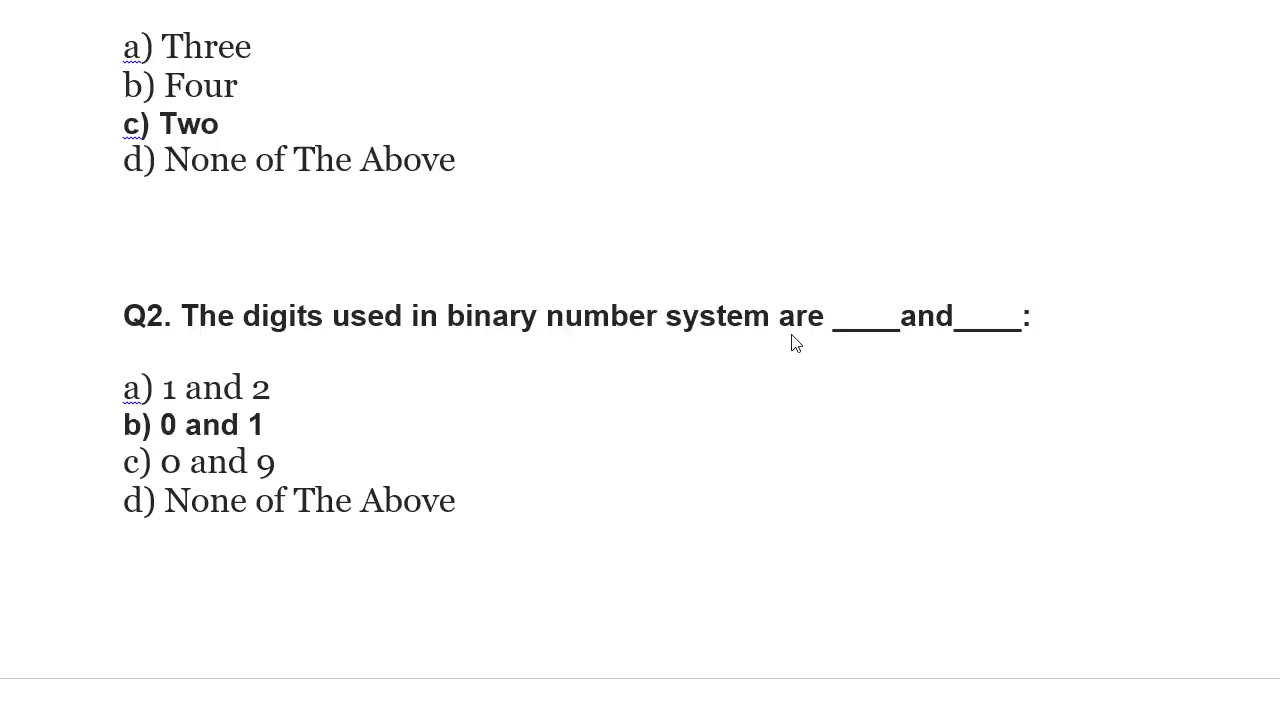 a) Three
b) Four
c) Two
d) None of The Above
Q2. The digits used in binary number system are ____and____:
a) 1 and 2
b) 0 and 1
c) 0 and 9
d) None of The Above